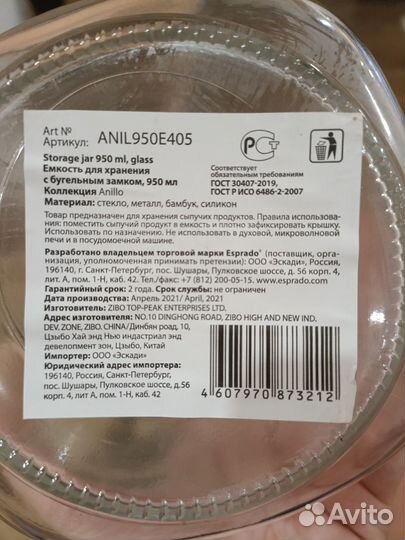 Art №
Артикул: ANIL950E405
Storage jar 950 ml, glass
Емкость для хранения
с бугельным замком, 950 мл
Коллекция Anillo
Соответствует
обязательным требованиям
ГОСТ 30407-2019,
ГОСТ Р ИСО 6486-2-2007
Материал: стекло, металл, бамбук, силикон
Товар предназначен для хранения сыпучих продуктов. Правила использова-
ния: поместить сыпучий продукт в емкость и плотно зафиксировать крышку.
Использовать по назначению. Не использовать в духовой, микроволновой
печи и в посудомоечной машине.
Разработано владельцем торговой марки Esprado® (поставщик, ор-
ганизация, уполномоченная принимать претензии): ООО «Эскади», Россия,
196140, г. Санкт-Петербург, пос. Шушары, Пулковское шоссе, д. 56 корп. 4,
лит А, пом. 1-Н, каб. 42. Тел./факс: +7 (812) 200-05-15. www.esprado.com.
Гарантийный срок: 2 года. Срок службы: не ограничен
Дата производства: Апрель 2021/ April, 2021
Изготовитель: ZIBO TOP-PEAK ENTERPRISES LTD.
Адрес изготовителя: NO.10 DINGHONG ROAD, ZIBO HIGH AND NEW IND.
DEV. ZONE, ZIBO. CHINA/Динбян роад, 10,
Цзыбо Хай энд Нью индастриал энд
девелопмент зон, Цзыбо, Китай
Импортер: ООО «Эскади»
Юридический адрес импортера:
196140, Россия, Санкт-Петербург,
пос. Шушары, Пулковское шоссе, д.56
корп. 4, лит А, пом. 1-Н, каб. 42
4 607970 873212
Avito